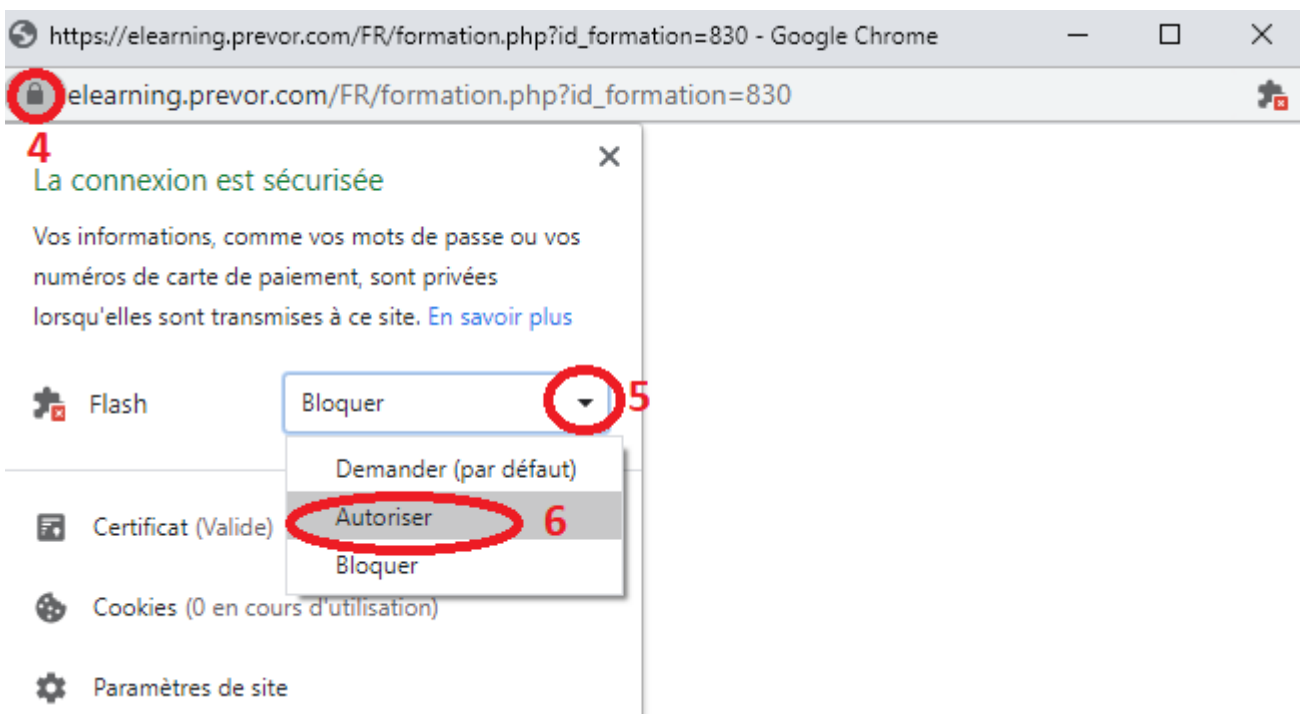 https://elearning.prevor.com/FR/formation.php?id_formation=830 - Google Chrome
elearning.prevor.com/FR/formation.php?id_formation=830
4
La connexion est sécurisée
Vos informations, comme vos mots de passe ou vos
numéros de carte de paiement, sont privées
lorsqu'elles sont transmises à ce site. En savoir plus
Flash
Bloquer
5
Demander (par défaut)
Autoriser
6
Bloquer
Certificat (Valide)
Cookies (0 en cours d'utilisation)
Paramètres de site